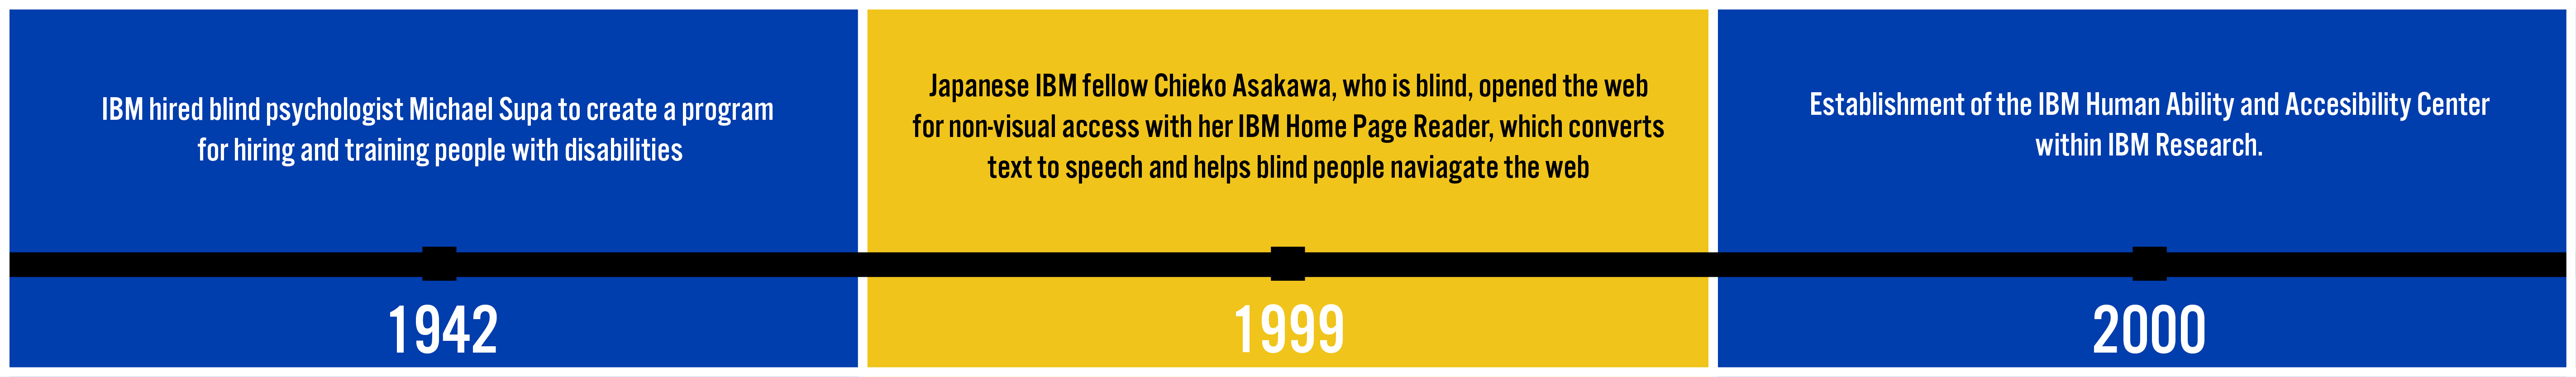 IBM hired blind psychologist Michael Supa to create a program
for hiring and training people with disabilities
1942
Japanese IBM fellow Chieko Asakawa, who is blind, opened the web
for non-visual access with her IBM Home Page Reader, which converts
text to speech and helps blind people naviagate the web
1999
Establishment of the IBM Human Ability and Accesibility Center
within IBM Research.
2000